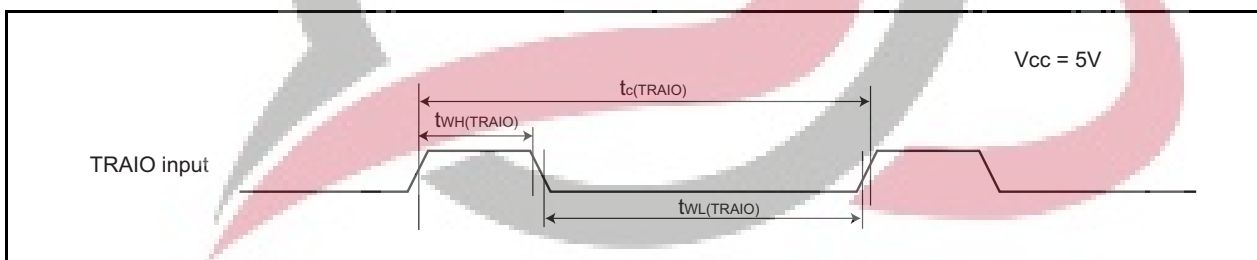 Vcc = 5V
tc(TRAIO)
tWH(TRAIO)
TRAIO input
tWL(TRAIO)